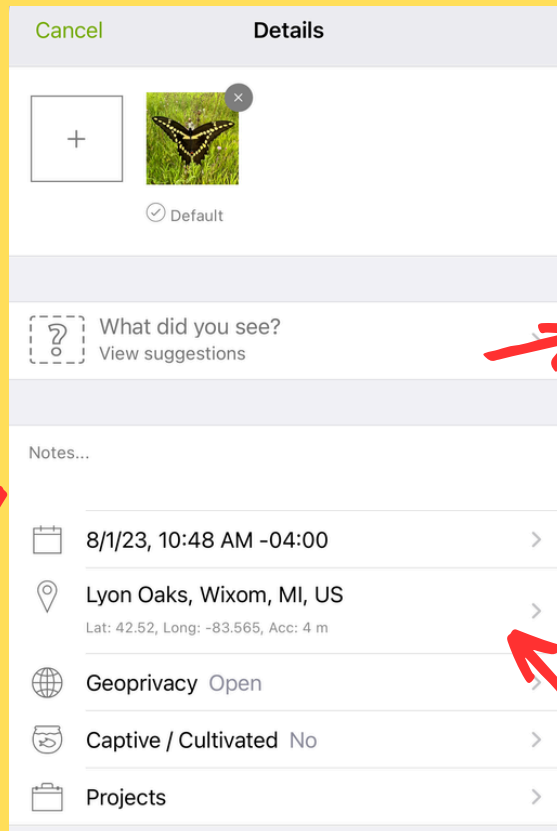 Cancel Details
Default
What did you see?
View suggestions
Notes...
8/1/23, 10:48 AM -04:00
Lyon Oaks, Wixom, MI, US
Lat: 42.52, Long: -83.565, Acc: 4 m
Geoprivacy Open
Captive / Cultivated No
Projects